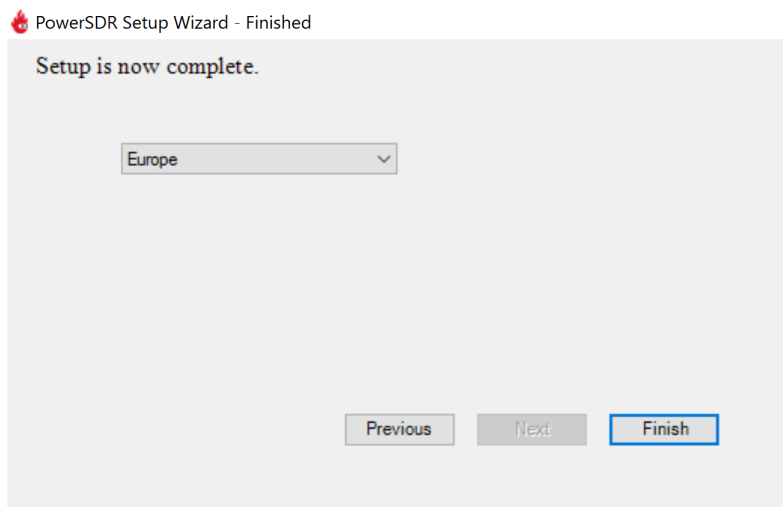 PowerSDR Setup Wizard - Finished
Setup is now complete.
Europe
Previous Next Finish